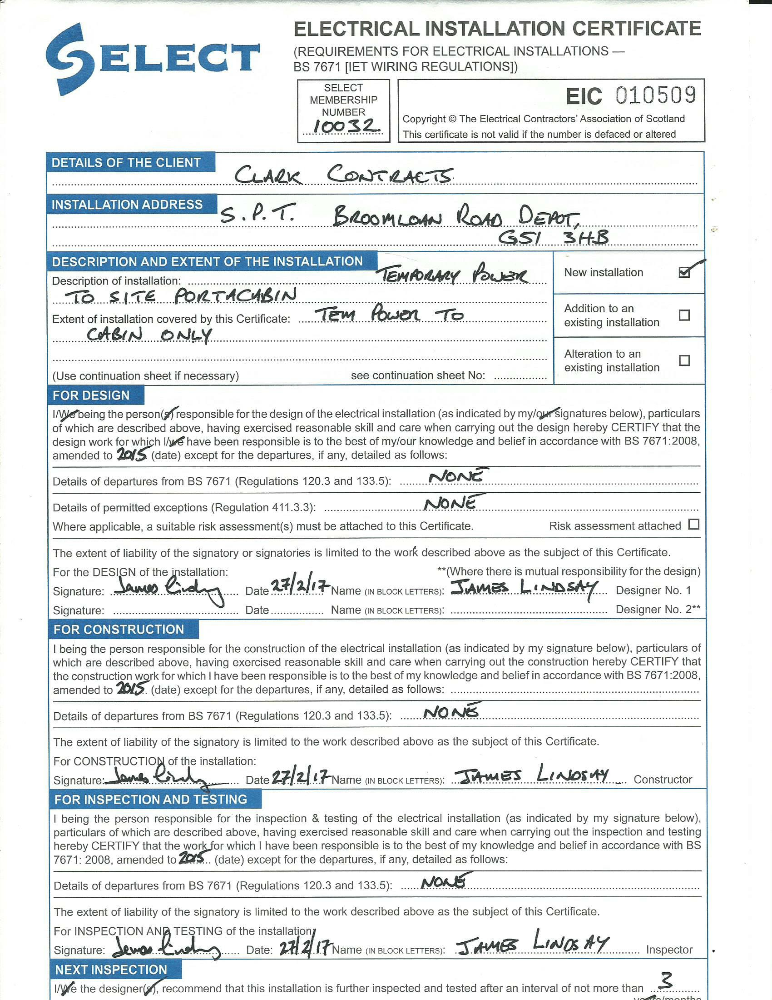 SELECT
ELECTRICAL INSTALLATION CERTIFICATE
(REQUIREMENTS FOR ELECTRICAL INSTALLATIONS —
BS 7671 [IET WIRING REGULATIONS])
SELECT
MEMBERSHIP
NUMBER
10032
EIC 010509
Copyright © The Electrical Contractors' Association of Scotland
This certificate is not valid if the number is defaced or altered
DETAILS OF THE CLIENT
CLARK CONTRACTS
INSTALLATION ADDRESS
S.P.T. BROOMLOAN ROAD DEPOT,
G51 3HB
DESCRIPTION AND EXTENT OF THE INSTALLATION
Description of installation: TEMPORARY POWER
TO SITE PORTACABIN
Extent of installation covered by this Certificate: TEM POWER TO
CABIN ONLY
(Use continuation sheet if necessary) see continuation sheet No:
New installation
Addition to an
existing installation
Alteration to an
existing installation
FOR DESIGN
I/We being the person(s) responsible for the design of the electrical installation (as indicated by my/our signatures below), particulars
of which are described above, having exercised reasonable skill and care when carrying out the design hereby CERTIFY that the
design work for which I/we have been responsible is to the best of my/our knowledge and belief in accordance with BS 7671:2008,
amended to 2015 (date) except for the departures, if any, detailed as follows:
Details of departures from BS 7671 (Regulations 120.3 and 133.5): NONE
Details of permitted exceptions (Regulation 411.3.3): NONE
Where applicable, a suitable risk assessment(s) must be attached to this Certificate. Risk assessment attached
The extent of liability of the signatory or signatories is limited to the work described above as the subject of this Certificate.
For the DESIGN of the installation: **(Where there is mutual responsibility for the design)
Signature: James Lindsay Date 27/2/17 Name (IN BLOCK LETTERS): JAMES LINDSAY Designer No. 1
Signature: Date Name (IN BLOCK LETTERS): Designer No. 2**
FOR CONSTRUCTION
I being the person responsible for the construction of the electrical installation (as indicated by my signature below), particulars of
which are described above, having exercised reasonable skill and care when carrying out the construction hereby CERTIFY that
the construction work for which I have been responsible is to the best of my knowledge and belief in accordance with BS 7671:2008,
amended to 2015 (date) except for the departures, if any, detailed as follows:
Details of departures from BS 7671 (Regulations 120.3 and 133.5): NONE
The extent of liability of the signatory is limited to the work described above as the subject of this Certificate.
For CONSTRUCTION of the installation:
Signature: James Lindsay Date 27/2/17 Name (IN BLOCK LETTERS): JAMES LINDSAY Constructor
FOR INSPECTION AND TESTING
I being the person responsible for the inspection & testing of the electrical installation (as indicated by my signature below),
particulars of which are described above, having exercised reasonable skill and care when carrying out the inspection and testing
hereby CERTIFY that the work for which I have been responsible is to the best of my knowledge and belief in accordance with BS
7671: 2008, amended to 2015 (date) except for the departures, if any, detailed as follows:
Details of departures from BS 7671 (Regulations 120.3 and 133.5): NONE
The extent of liability of the signatory is limited to the work described above as the subject of this Certificate.
For INSPECTION AND TESTING of the installation:
Signature: James Lindsay Date: 27/2/17 Name (IN BLOCK LETTERS): JAMES LINDSAY Inspector
NEXT INSPECTION
I/We the designer(s), recommend that this installation is further inspected and tested after an interval of not more than 3
years/months